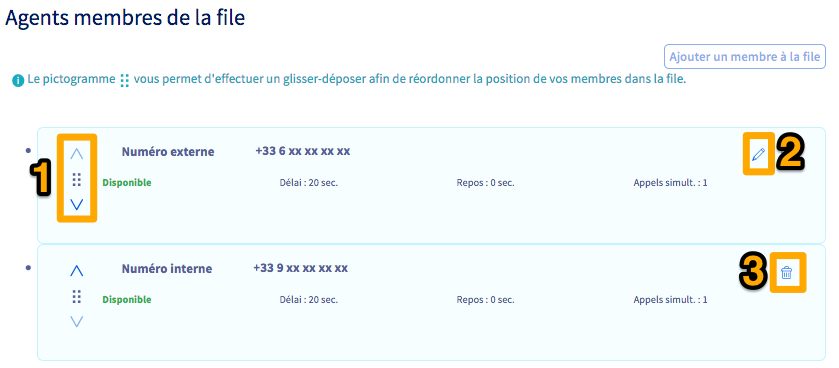 Agents membres de la file
Ajouter un membre à la file
Le pictogramme vous permet d'effectuer un glisser-déposer afin de réordonner la position de vos membres dans la file.
1
Numéro externe +33 6 xx xx xx xx
2
Disponible Délai : 20 sec. Repos : 0 sec. Appels simult. : 1
Numéro interne +33 9 xx xx xx xx
3
Disponible Délai : 20 sec. Repos : 0 sec. Appels simult. : 1